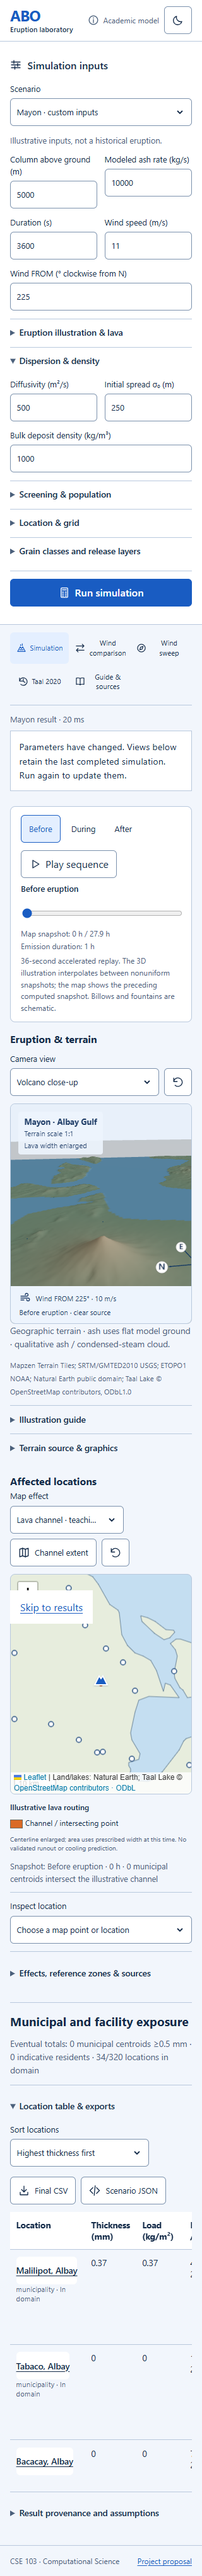 ABO
Eruption laboratory
Academic model
Simulation inputs
Scenario
Mayon · custom inputs
Illustrative inputs, not a historical eruption.
Column above ground (m)
5000
Modeled ash rate (kg/s)
10000
Duration (s)
3600
Wind speed (m/s)
11
Wind FROM (° clockwise from N)
225
Eruption illustration & lava
Dispersion & density
Diffusivity (m²/s)
500
Initial spread σ₀ (m)
250
Bulk deposit density (kg/m³)
1000
Screening & population
Location & grid
Grain classes and release layers
Run simulation
Simulation
Wind comparison
Wind sweep
Taal 2020
Guide & sources
Mayon result · 20 ms
Parameters have changed. Views below
retain the last completed simulation.
Run again to update them.
Before
During
After
Play sequence
Before eruption
Map snapshot: 0 h / 27.9 h
Emission duration: 1 h
36-second accelerated replay. The 3D
illustration interpolates between nonuniform
snapshots; the map shows the preceding
computed snapshot. Billows and fountains are
schematic.
Eruption & terrain
Camera view
Volcano close-up
Mayon · Albay Gulf
Terrain scale 1:1
Lava width enlarged
E
N
Wind FROM 225° · 10 m/s
Before eruption · clear source
Geographic terrain · ash uses flat model ground
· qualitative ash / condensed-steam cloud.
Mapzen Terrain Tiles; SRTM/GMTED2010 USGS; ETOPO1
NOAA; Natural Earth public domain; Taal Lake ©
OpenStreetMap contributors, ODbL1.0
Illustration guide
Terrain source & graphics
Affected locations
Map effect
Lava channel · teachi...
Channel extent
Skip to results
Leaflet | Land/lakes: Natural Earth; Taal Lake ©
OpenStreetMap contributors · ODbL
Illustrative lava routing
Channel / intersecting point
Centerline enlarged; area uses prescribed width at this time. No
validated runout or cooling prediction.
Snapshot: Before eruption · 0 h · 0 municipal
centroids intersect the illustrative channel
Inspect location
Choose a map point or location
Effects, reference zones & sources
Municipal and facility exposure
Eventual totals: 0 municipal centroids ≥0.5 mm ·
0 indicative residents · 34/320 locations in
domain
Location table & exports
Sort locations
Highest thickness first
Final CSV
Scenario JSON
Location
Thickness (mm)
Load (kg/m²)
Malilipot, Albay
municipality · In domain
0.37
0.37
Tabaco, Albay
municipality · In domain
0
0
Bacacay, Albay
0
0
Result provenance and assumptions
CSE 103 · Computational Science
Project proposal